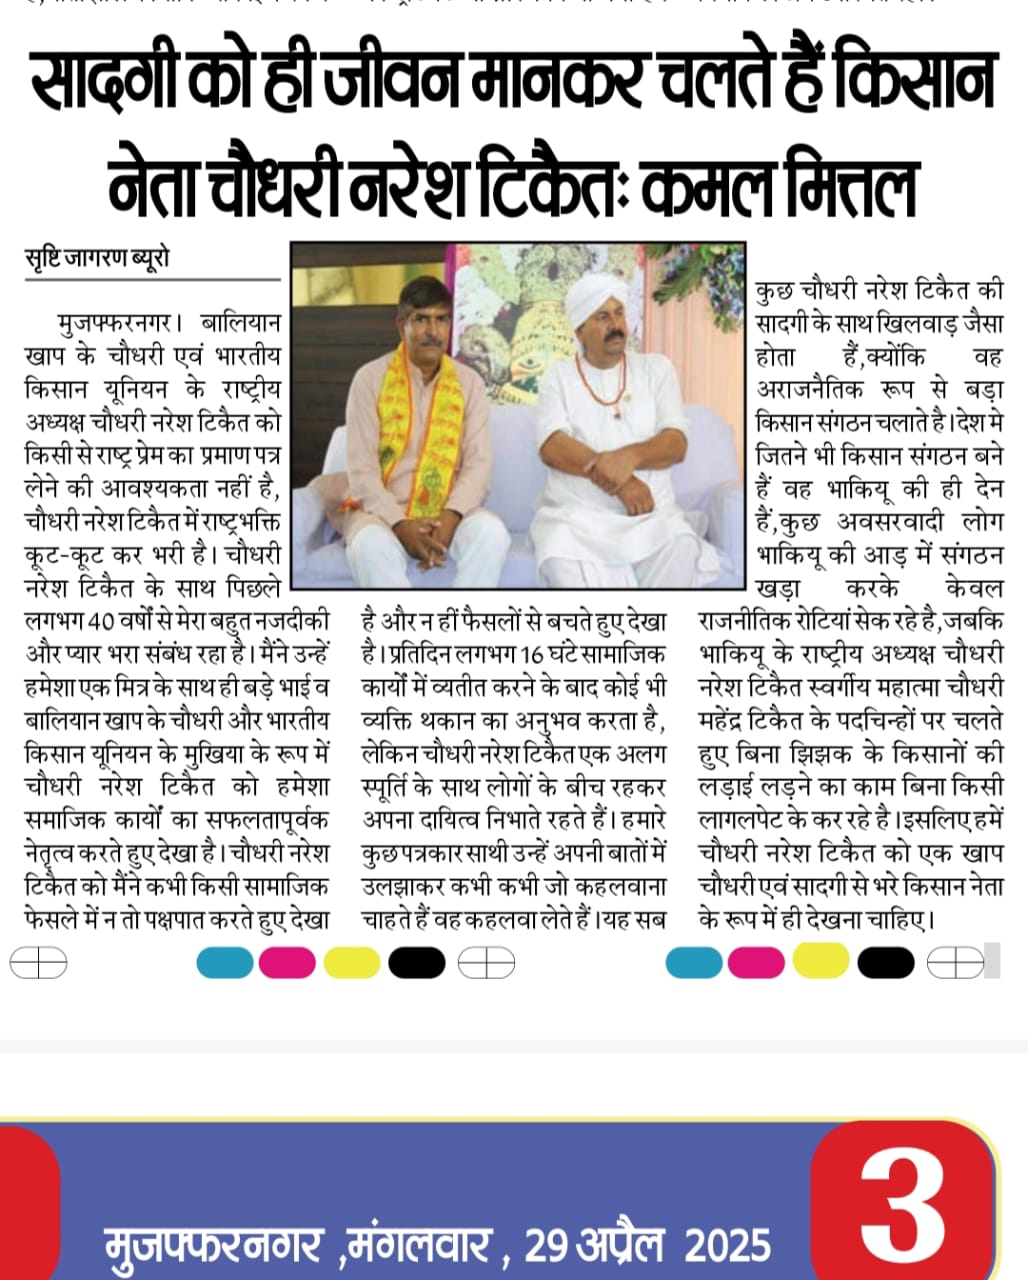 सादगी को ही जीवन मानकर चलते हैं किसान
नेता चौधरी नरेश टिकैतः कमल मित्तल
सृष्टि जागरण ब्यूरो
मुजफ्फरनगर। बालियान
खाप के चौधरी एवं भारतीय
किसान यूनियन के राष्ट्रीय
अध्यक्ष चौधरी नरेश टिकैत को
किसी से राष्ट्र प्रेम का प्रमाण पत्र
लेने की आवश्यकता नहीं है,
चौधरी नरेश टिकैत में राष्ट्रभक्ति
कूट-कूट कर भरी है। चौधरी
नरेश टिकैत के साथ पिछले
लगभग 40 वर्षों से मेरा बहुत नजदीकी
और प्यार भरा संबंध रहा है। मैंने उन्हें
हमेशा एक मित्र के साथ ही बड़े भाई व
बालियान खाप के चौधरी और भारतीय
किसान यूनियन के मुखिया के रूप में
चौधरी नरेश टिकैत को हमेशा
समाजिक कार्यों का सफलतापूर्वक
नेतृत्व करते हुए देखा है। चौधरी नरेश
टिकैत को मैंने कभी किसी सामाजिक
फेसले में न तो पक्षपात करते हुए देखा
है और न हीं फैसलों से बचते हुए देखा
है। प्रतिदिन लगभग 16 घंटे सामाजिक
कार्यों में व्यतीत करने के बाद कोई भी
व्यक्ति थकान का अनुभव करता है,
लेकिन चौधरी नरेश टिकैत एक अलग
स्पूर्ति के साथ लोगों के बीच रहकर
अपना दायित्व निभाते रहते हैं। हमारे
कुछ पत्रकार साथी उन्हें अपनी बातों में
उलझाकर कभी कभी जो कहलवाना
चाहते हैं वह कहलवा लेते हैं। यह सब
कुछ चौधरी नरेश टिकैत की
सादगी के साथ खिलवाड़ जैसा
होता हैं,क्योंकि वह
अराजनैतिक रूप से बड़ा
किसान संगठन चलाते है। देश मे
जितने भी किसान संगठन बने
हैं वह भाकियू की ही देन
हैं,कुछ अवसरवादी लोग
भाकियू की आड़ में संगठन
खड़ा करके केवल
राजनीतिक रोटियां सेक रहे है,जबकि
भाकियू के राष्ट्रीय अध्यक्ष चौधरी
नरेश टिकैत स्वर्गीय महात्मा चौधरी
महेंद्र टिकैत के पदचिन्हों पर चलते
हुए बिना झिझक के किसानों की
लड़ाई लड़ने का काम बिना किसी
लागलपेट के कर रहे है। इसलिए हमें
चौधरी नरेश टिकैत को एक खाप
चौधरी एवं सादगी से भरे किसान नेता
के रूप में ही देखना चाहिए।
3
मुजफ्फरनगर ,मंगलवार , 29 अप्रैल 2025